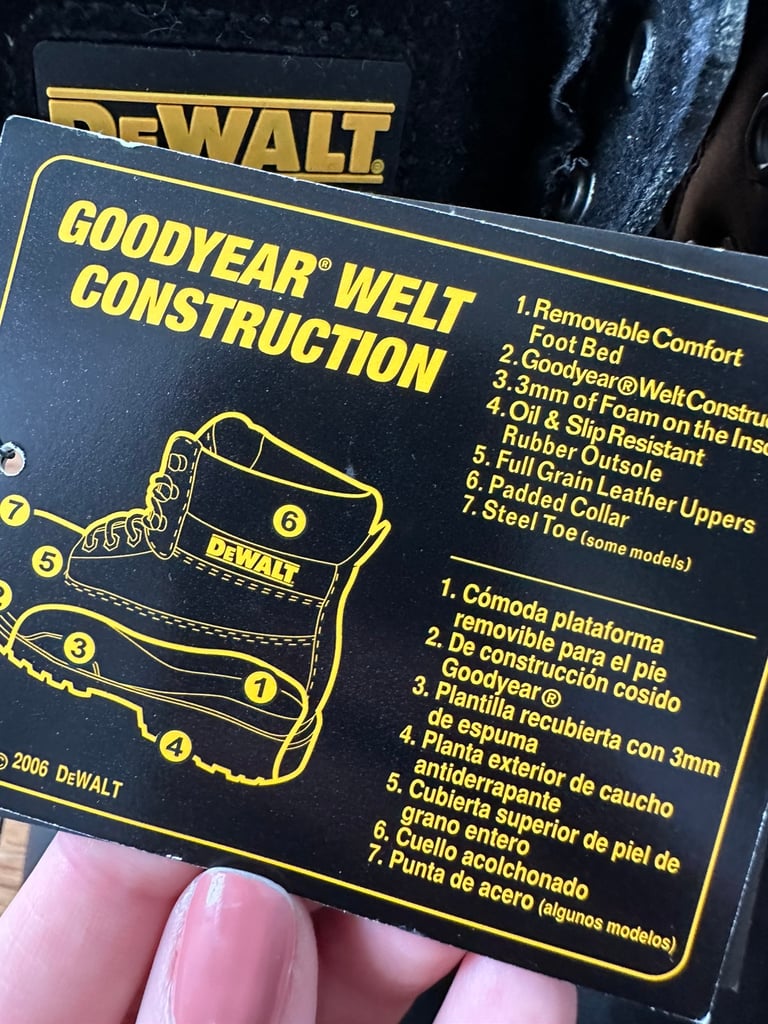 DEWALT®
GOODYEAR® WELT
CONSTRUCTION
1. Removable Comfort
Foot Bed
2. Goodyear® Welt
3. 3mm of Foam on the
4. Oil & Slip Resistant
Rubber Outsole
5. Full Grain Leather Uppers
6. Padded Collar
7. Steel Toe (some models)
1. Cómoda plataforma
removible para el pie
2. De construcción cosido
Goodyear®
3. Plantilla recubierta con 3mm
de espuma
4. Planta exterior de caucho
antiderrapante
5. Cubierta superior de piel de
grano entero
6. Cuello acolchonado
7. Punta de acero (algunos modelos)
6
DEWALT
7
5
2
3
1
4
© 2006 DEWALT